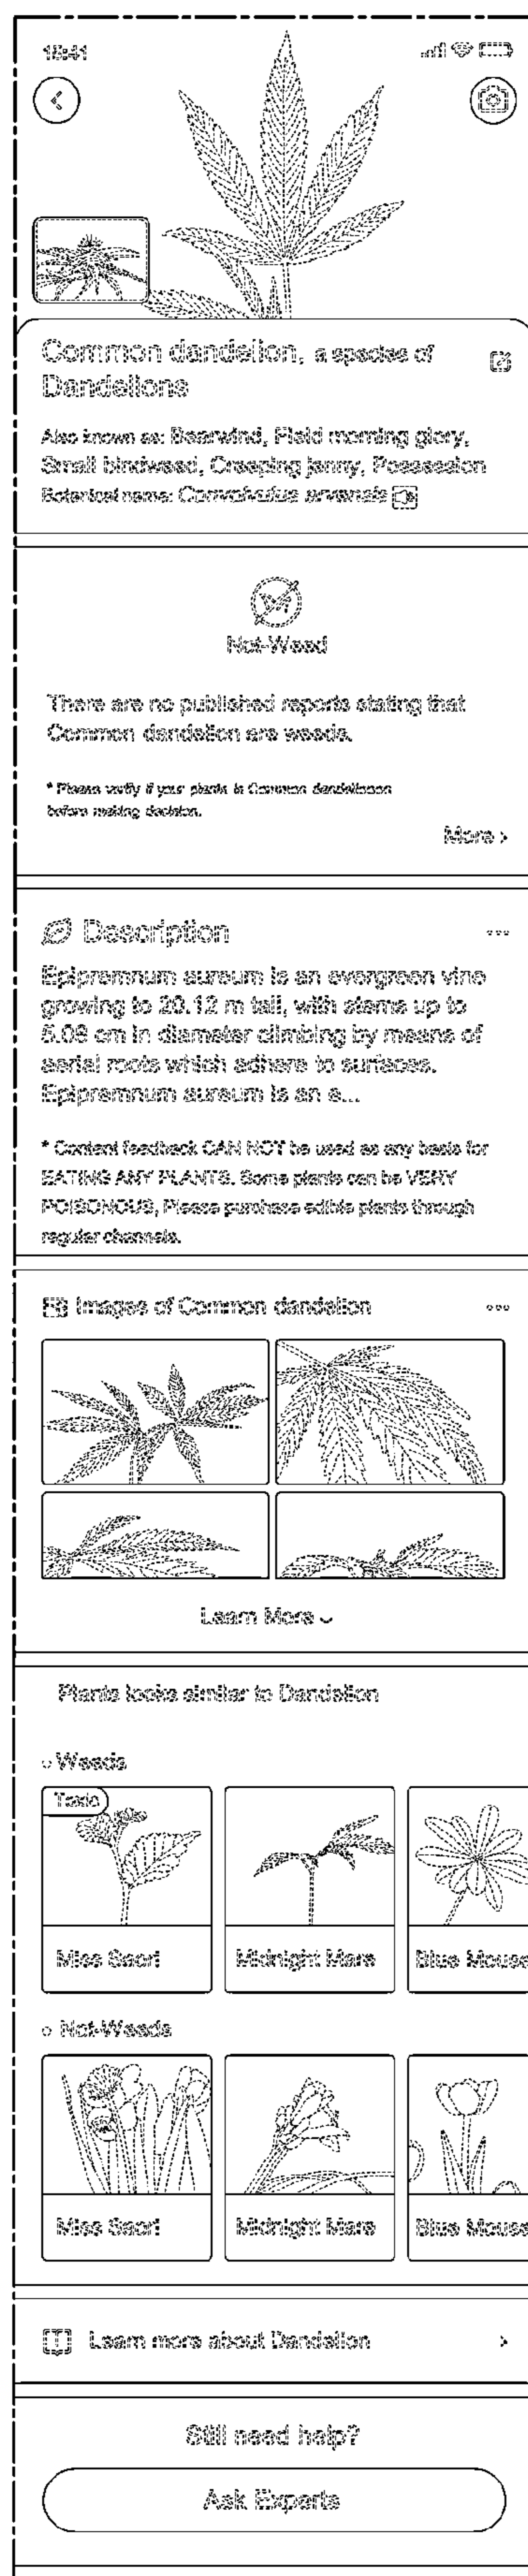 15:41
Common dandelion, a species of
Dandelions
Also known as: Bearwind, Field morning glory,
Small bindweed, Creeping jenny, Possession
Botanical name: Convolvulus arvensis
Not-Weed
There are no published reports stating that
Common dandelion are weeds.
* Please verify if your plants is Common dandelioon
before making decision.
More >
Description
Epipremnum aureum is an evergreen vine
growing to 20.12 m tall, with stems up to
5.08 cm in diameter climbing by means of
aerial roots which adhere to surfaces.
Epipremnum aureum is an e...
* Content feedback CAN NOT be used as any basis for
EATING ANY PLANTS. Some plants can be VERY
POISONOUS, Please purchase edible plants through
regular channels.
Images of Common dandelion
Learn More
Plants looks similar to Dandelion
Weeds
Toxic
Miss Saori Midnight Mare Blue Mouse
Not-Weeds
Miss Saori Midnight Mare Blue Mouse
Learn more about Dandelion >
Still need help?
Ask Experts